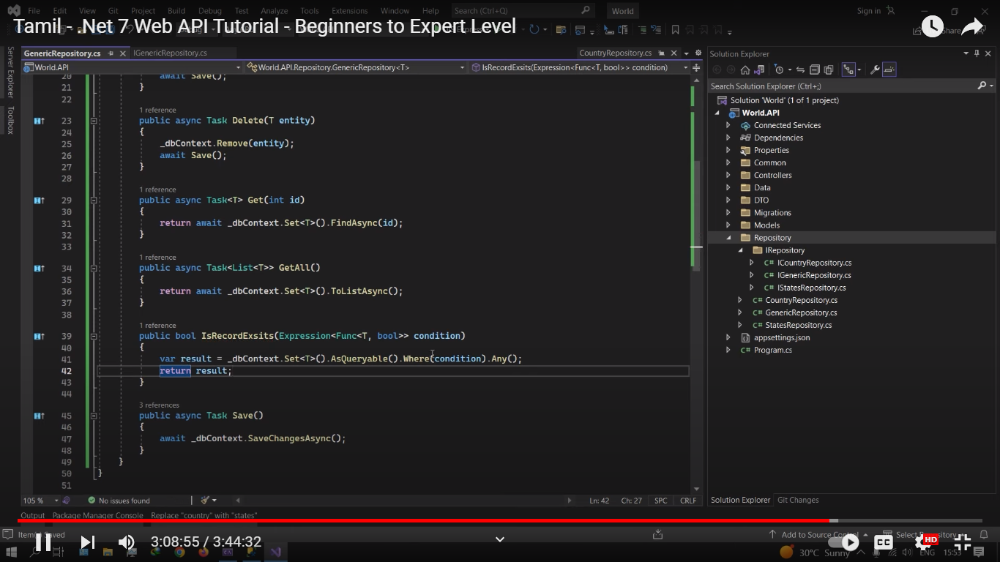 File Edit View Git Project Build Debug Test Analyze Tools Extensions Window Help Search (Ctrl+Q) World Sign in
Tamil - .Net 7 Web API Tutorial - Beginners to Expert Level
Share
GenericRepository.cs IGenericRepository.cs CountryRepository.cs Solution Explorer
World.API World.API.Repository.GenericRepository<T> IsRecordExsits(Expression<Func<T, bool>> condition)
Server Explorer
Toolbox
20 await Save();
21 }
22
1 reference
23 public async Task Delete(T entity)
24 {
25 _dbContext.Remove(entity);
26 await Save();
27 }
28
1 reference
29 public async Task<T> Get(int id)
30 {
31 return await _dbContext.Set<T>().FindAsync(id);
32 }
33
1 reference
34 public async Task<List<T>> GetAll()
35 {
36 return await _dbContext.Set<T>().ToListAsync();
37 }
38
1 reference
39 public bool IsRecordExsits(Expression<Func<T, bool>> condition)
40 {
41 var result = _dbContext.Set<T>().AsQueryable().Where(condition).Any();
42 return result;
43 }
44
3 references
45 public async Task Save()
46 {
47 await _dbContext.SaveChangesAsync();
48 }
49 }
50 }
51
Search Solution Explorer (Ctrl+;)
Solution 'World' (1 of 1 project)
World.API
Connected Services
Dependencies
Properties
Common
Controllers
Data
DTO
Migrations
Models
Repository
IRepository
C# ICountryRepository.cs
C# IGenericRepository.cs
C# IStatesRepository.cs
C# CountryRepository.cs
C# GenericRepository.cs
C# StatesRepository.cs
appsettings.json
C# Program.cs
105 % No issues found Ln: 42 Ch: 27 SPC CRLF
Solution Explorer Git Changes
Output Package Manager Console Replace "country" with "states"
Item(s) Saved Add to Source Control Select Repository
3:08:55 / 3:44:32 CC HD
30°C Sunny ENG 15:53